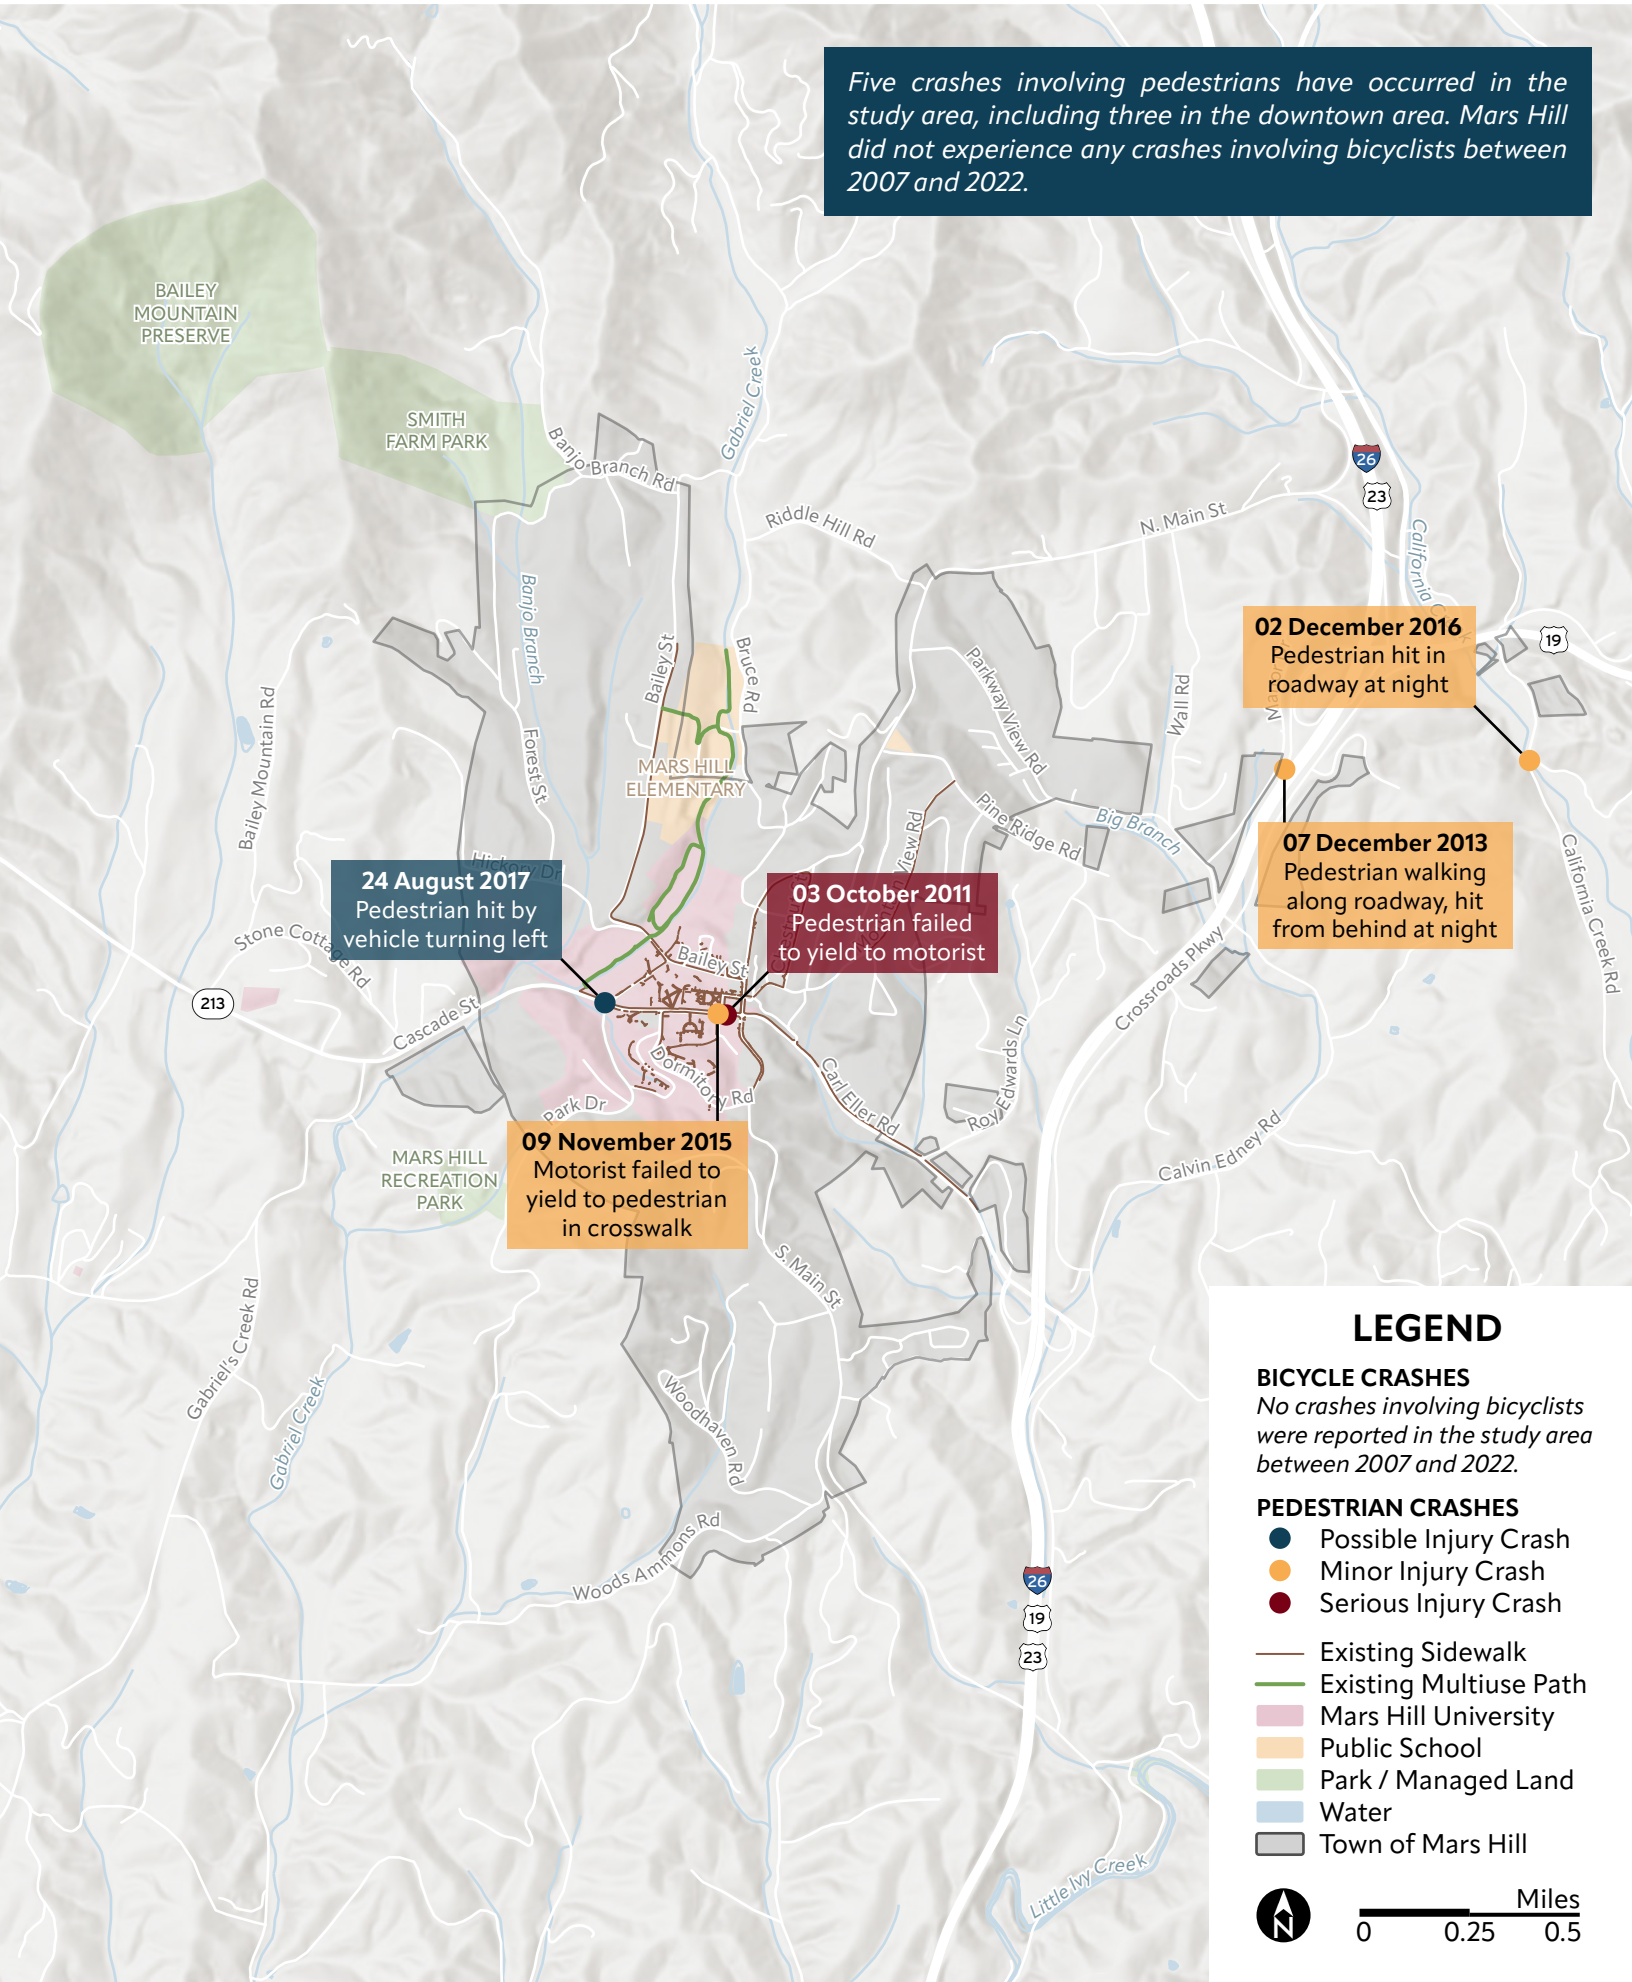 Five crashes involving pedestrians have occurred in the
study area, including three in the downtown area. Mars Hill
did not experience any crashes involving bicyclists between
2007 and 2022.
BAILEY
MOUNTAIN
PRESERVE
SMITH
FARM PARK
Banjo Branch Rd
Gabriel Creek
Riddle Hill Rd
N. Main St
26
23
California
19
Banjo Branch
Bailey St
Bruce Rd
Parkway View Rd
Wall Rd
02 December 2016
Pedestrian hit in
roadway at night
Bailey Mountain Rd
Forest St
MARS HILL
ELEMENTARY
Pine Ridge Rd
Big Branch
07 December 2013
Pedestrian walking
along roadway, hit
from behind at night
California Creek Rd
Hickory Dr
24 August 2017
Pedestrian hit by
vehicle turning left
03 October 2011
Pedestrian failed
to yield to motorist
View Rd
Stone Cottage Rd
Bailey St
Crossroads Pkwy
213
Cascade St
Dormitory Rd
Park Dr
Carl Eller Rd
Roy Edwards Ln
Calvin Edney Rd
MARS HILL
RECREATION
PARK
09 November 2015
Motorist failed to
yield to pedestrian
in crosswalk
S. Main St
Gabriel's Creek Rd
Gabriel Creek
Woodhaven Rd
Woods Ammons Rd
26
19
23
Little Ivy Creek
LEGEND
BICYCLE CRASHES
No crashes involving bicyclists
were reported in the study area
between 2007 and 2022.
PEDESTRIAN CRASHES
Possible Injury Crash
Minor Injury Crash
Serious Injury Crash
Existing Sidewalk
Existing Multiuse Path
Mars Hill University
Public School
Park / Managed Land
Water
Town of Mars Hill
N
Miles
0 0.25 0.5